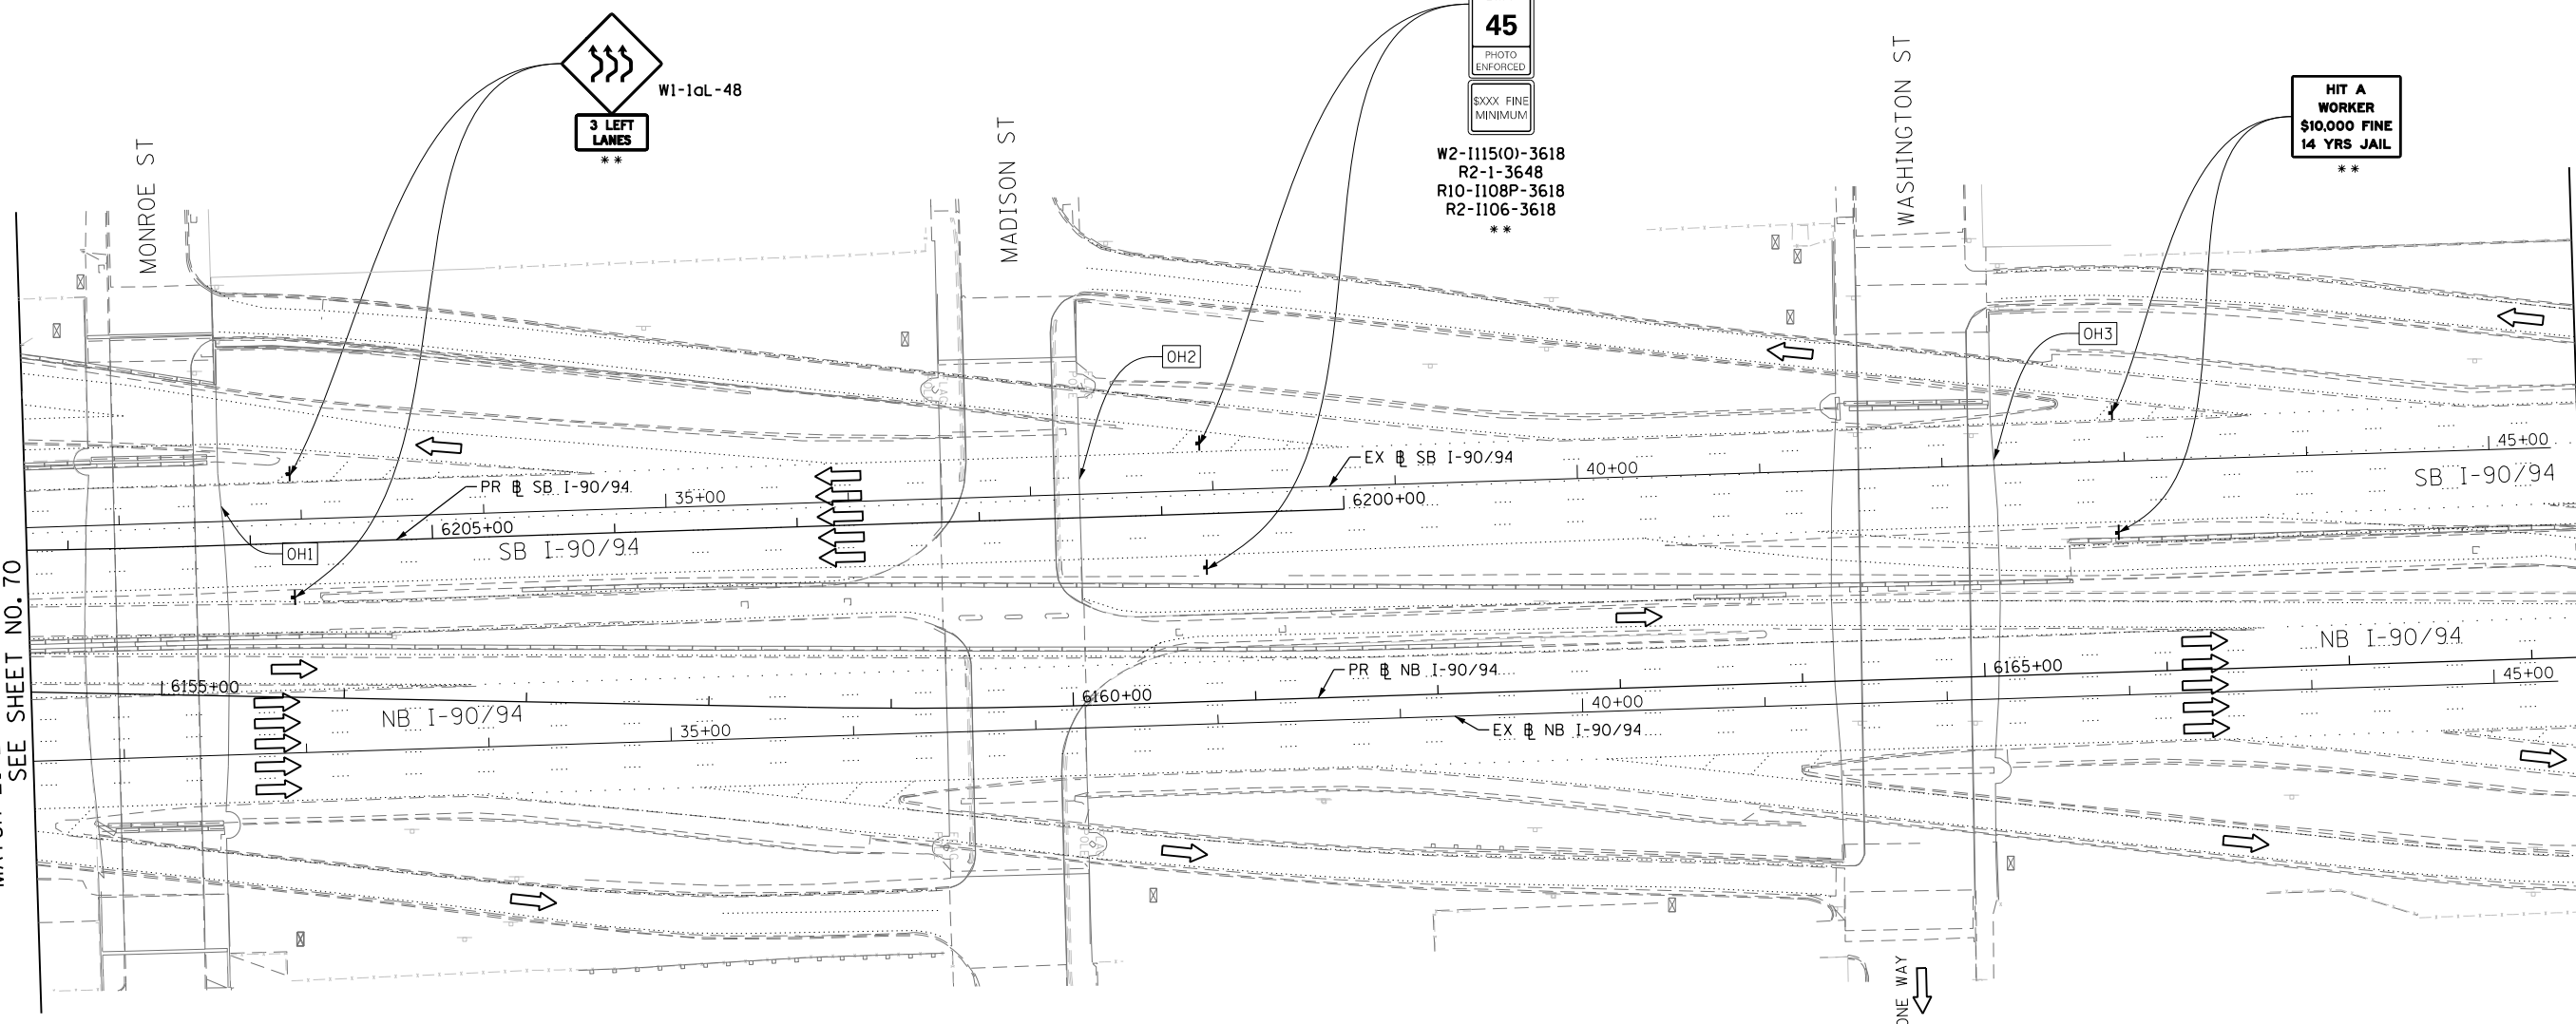 W1-1aL-48
3 LEFT
LANES
**
45
PHOTO
ENFORCED
$XXX FINE
MINIMUM
W2-I115(O)-3618
R2-1-3648
R10-I108P-3618
R2-I106-3618
**
HIT A
WORKER
$10,000 FINE
14 YRS JAIL
**
MONROE ST
MADISON ST
WASHINGTON ST
OH2
OH3
EX BL SB I-90/94
40+00
45+00
SB I-90/94
PR BL SB I-90/94
35+00
6200+00
6205+00
SB I-90/94
OH1
SEE SHEET NO. 70
6155+00
NB I-90/94
35+00
6160+00
PR BL NB I-90/94
40+00
EX BL NB I-90/94
6165+00
NB I-90/94
45+00
ONE WAY